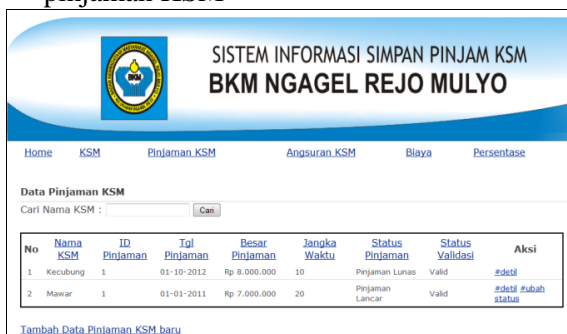 pinjaman KSM
SISTEM INFORMASI SIMPAN PINJAM KSM
BKM NGAGEL REJO MULYO
BKM
Home KSM Pinjaman KSM Angsuran KSM Biaya Persentase
Data Pinjaman KSM
Cari Nama KSM : Cari
No Nama KSM ID Pinjaman Tgl Pinjaman Besar Pinjaman Jangka Waktu Status Pinjaman Status Validasi Aksi
1 Kecubung 1 01-10-2012 Rp 8.000.000 10 Pinjaman Lunas Valid #detil
2 Mawar 1 01-01-2011 Rp 7.000.000 20 Pinjaman Lancar Valid #detil #ubah status
Tambah Data Pinjaman KSM baru